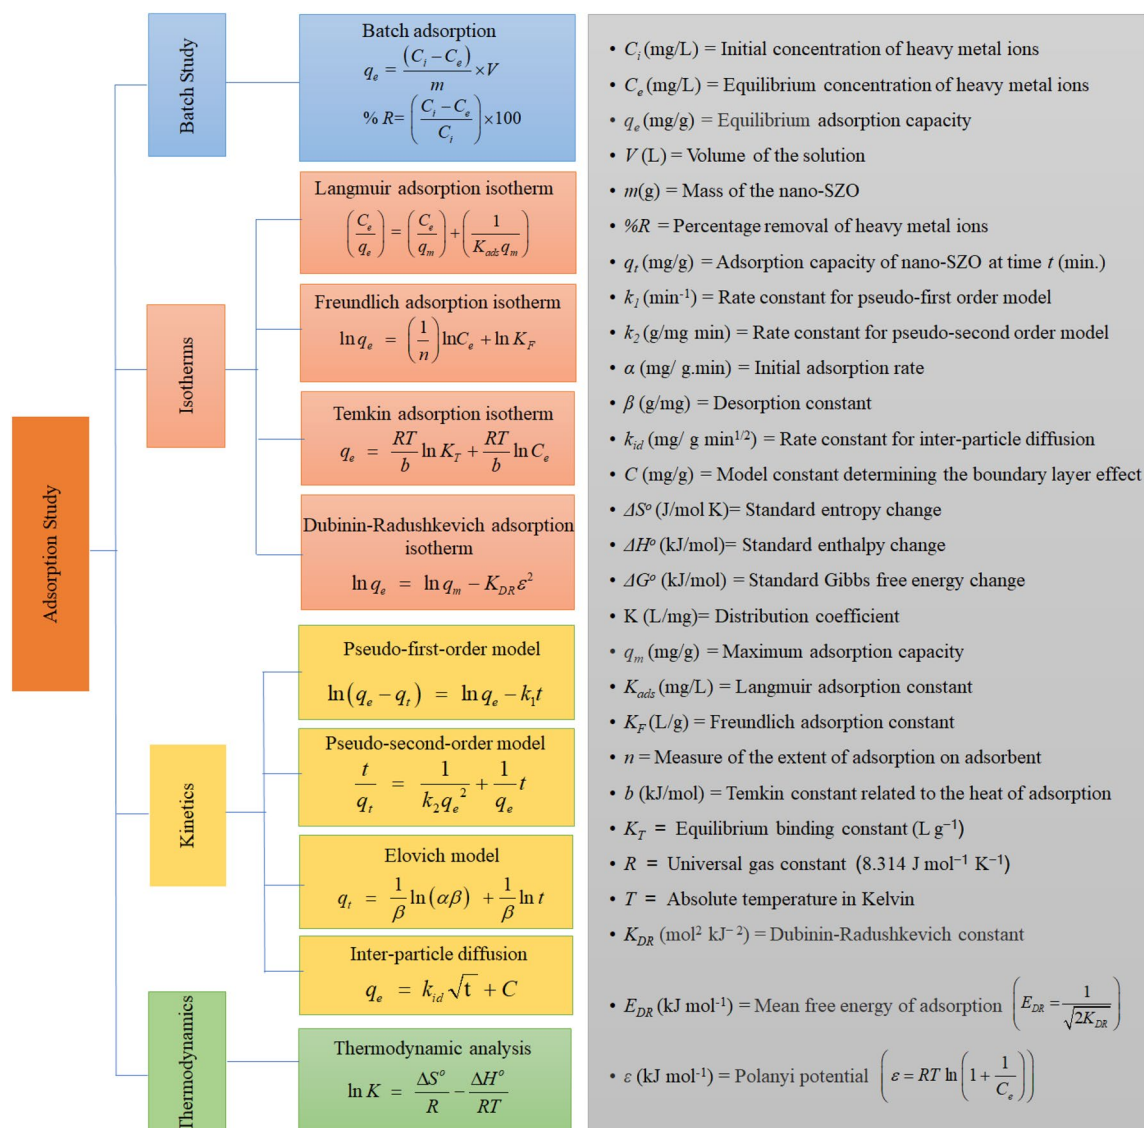 Adsorption Study
Batch Study
Batch adsorption
q_e = (C_i − C_e)/m × V
% R= ((C_i − C_e)/C_i) ×100
Isotherms
Langmuir adsorption isotherm
(C_e/q_e) = (C_e/q_m) + (1/(K_ads q_m))
Freundlich adsorption isotherm
ln q_e = (1/n) lnC_e + ln K_F
Temkin adsorption isotherm
q_e = RT/b ln K_T + RT/b ln C_e
Dubinin-Radushkevich adsorption
isotherm
ln q_e = ln q_m − K_DR ε²
Kinetics
Pseudo-first-order model
ln(q_e − q_t) = ln q_e − k_1 t
Pseudo-second-order model
t/q_t = 1/(k_2 q_e²) + 1/q_e t
Elovich model
q_t = 1/β ln(αβ) + 1/β ln t
Inter-particle diffusion
q_e = k_id √t + C
Thermodynamics
Thermodynamic analysis
ln K = ΔS°/R − ΔH°/RT
• C_i (mg/L) = Initial concentration of heavy metal ions
• C_e (mg/L) = Equilibrium concentration of heavy metal ions
• q_e (mg/g) = Equilibrium adsorption capacity
• V (L) = Volume of the solution
• m(g) = Mass of the nano-SZO
• %R = Percentage removal of heavy metal ions
• q_t (mg/g) = Adsorption capacity of nano-SZO at time t (min.)
• k_1 (min⁻¹) = Rate constant for pseudo-first order model
• k_2 (g/mg min) = Rate constant for pseudo-second order model
• α (mg/ g.min) = Initial adsorption rate
• β (g/mg) = Desorption constant
• k_id (mg/ g min^1/2) = Rate constant for inter-particle diffusion
• C (mg/g) = Model constant determining the boundary layer effect
• ΔS° (J/mol K)= Standard entropy change
• ΔH° (kJ/mol)= Standard enthalpy change
• ΔG° (kJ/mol) = Standard Gibbs free energy change
• K (L/mg)= Distribution coefficient
• q_m (mg/g) = Maximum adsorption capacity
• K_ads (mg/L) = Langmuir adsorption constant
• K_F (L/g) = Freundlich adsorption constant
• n = Measure of the extent of adsorption on adsorbent
• b (kJ/mol) = Temkin constant related to the heat of adsorption
• K_T = Equilibrium binding constant (L g⁻¹)
• R = Universal gas constant (8.314 J mol⁻¹ K⁻¹)
• T = Absolute temperature in Kelvin
• K_DR (mol² kJ⁻²) = Dubinin-Radushkevich constant
• E_DR (kJ mol⁻¹) = Mean free energy of adsorption (E_DR = 1/√(2K_DR))
• ε (kJ mol⁻¹) = Polanyi potential (ε = RT ln(1 + 1/C_e))